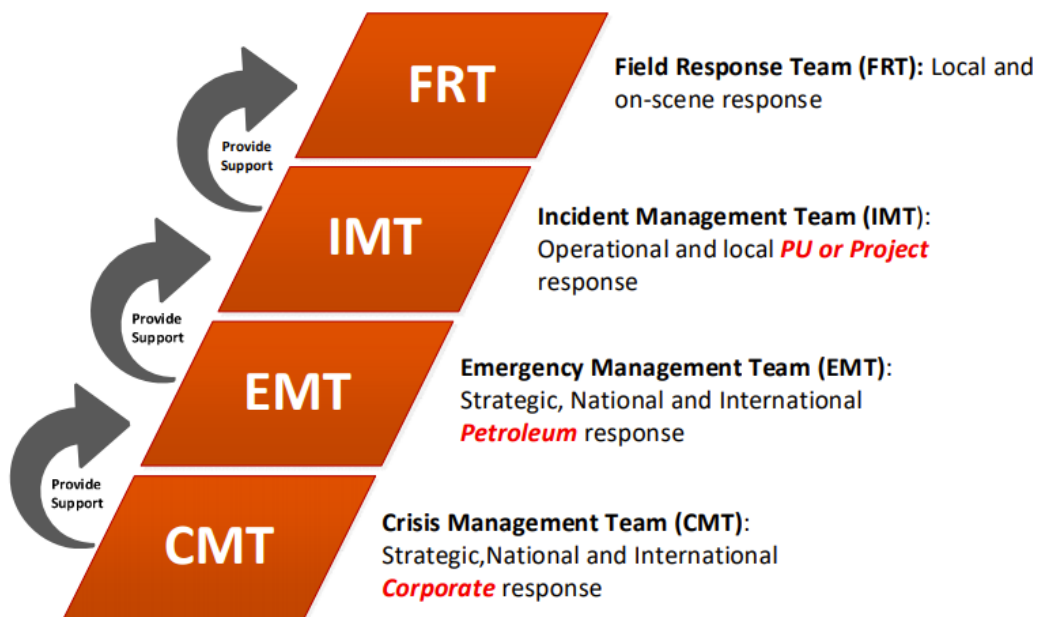 FRT
Field Response Team (FRT): Local and
on-scene response
Provide
Support
IMT
Incident Management Team (IMT):
Operational and local PU or Project
response
Provide
Support
EMT
Emergency Management Team (EMT):
Strategic, National and International
Petroleum response
Provide
Support
CMT
Crisis Management Team (CMT):
Strategic,National and International
Corporate response